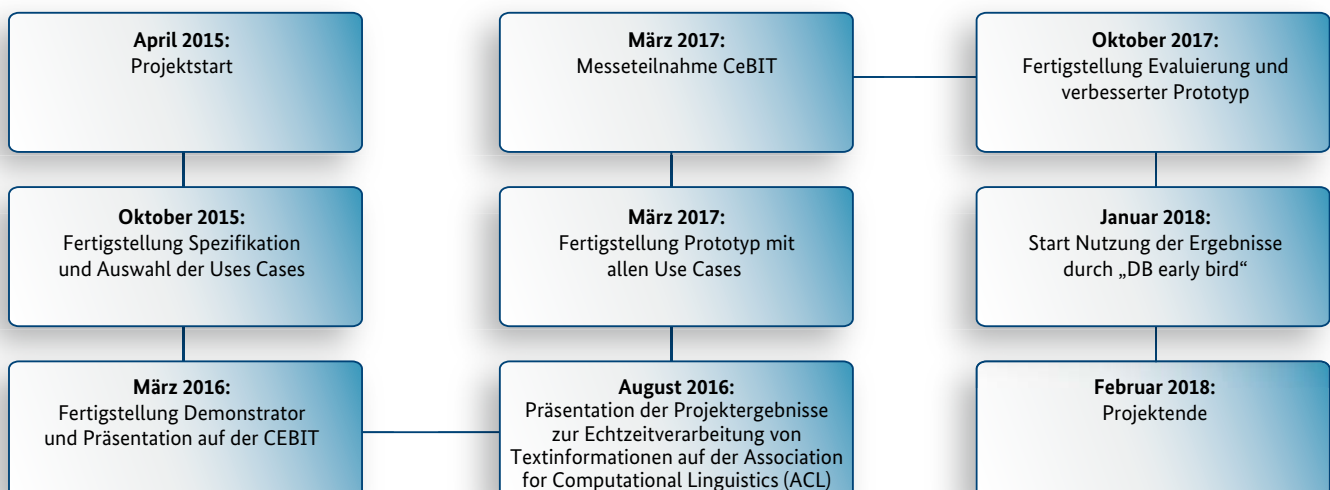 April 2015:
Projektstart
Oktober 2015:
Fertigstellung Spezifikation
und Auswahl der Uses Cases
März 2016:
Fertigstellung Demonstrator
und Präsentation auf der CEBIT
August 2016:
Präsentation der Projektergebnisse
zur Echtzeitverarbeitung von
Textinformationen auf der Association
for Computational Linguistics (ACL)
März 2017:
Fertigstellung Prototyp mit
allen Use Cases
März 2017:
Messeteilnahme CeBIT
Oktober 2017:
Fertigstellung Evaluierung und
verbesserter Prototyp
Januar 2018:
Start Nutzung der Ergebnisse
durch „DB early bird“
Februar 2018:
Projektende